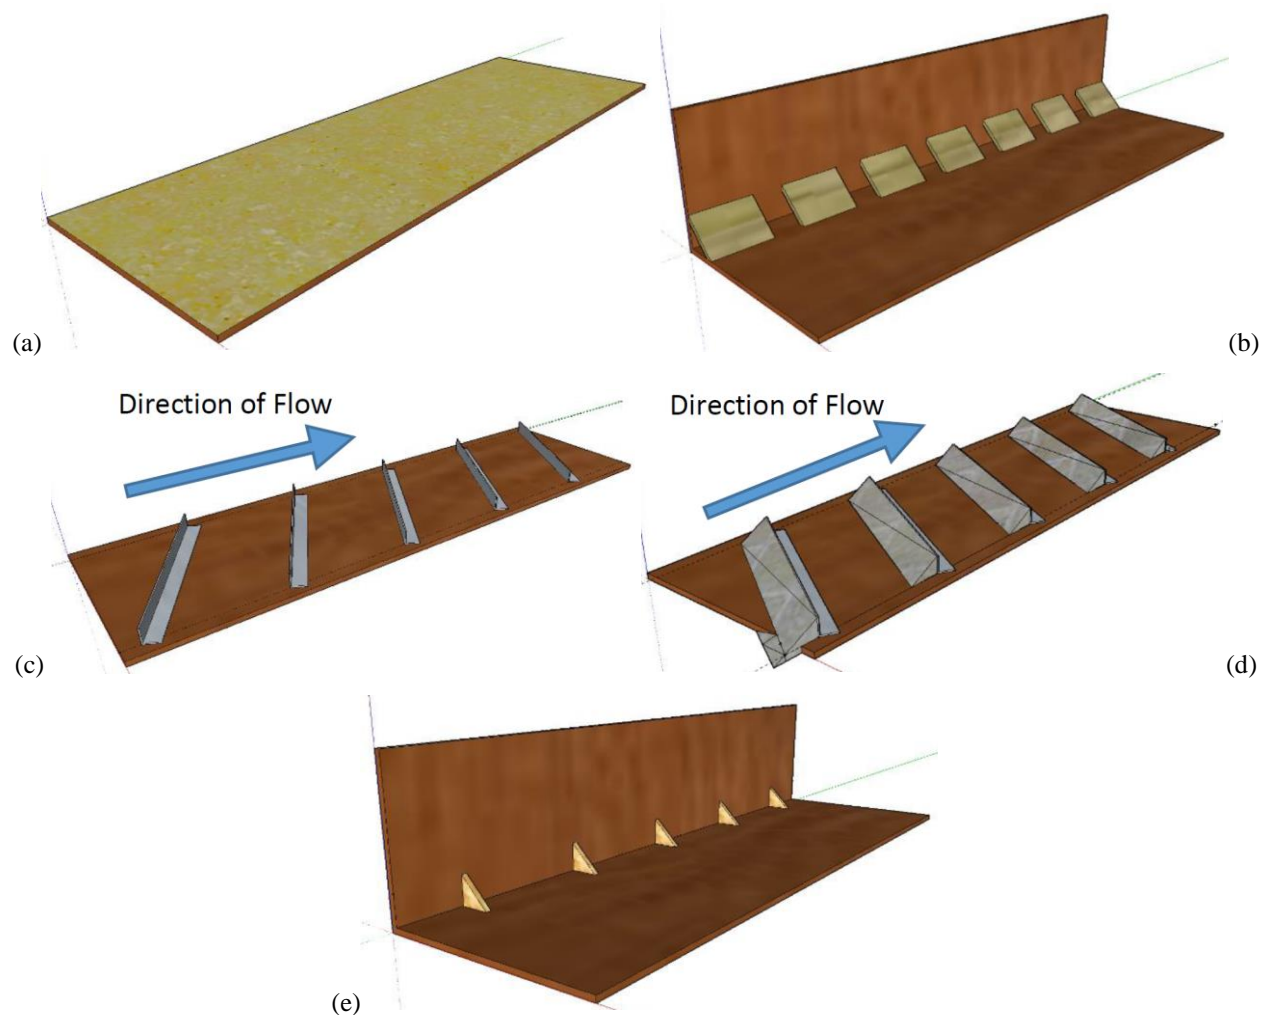 (a)
(b)
Direction of Flow
Direction of Flow
(c)
(d)
(e)